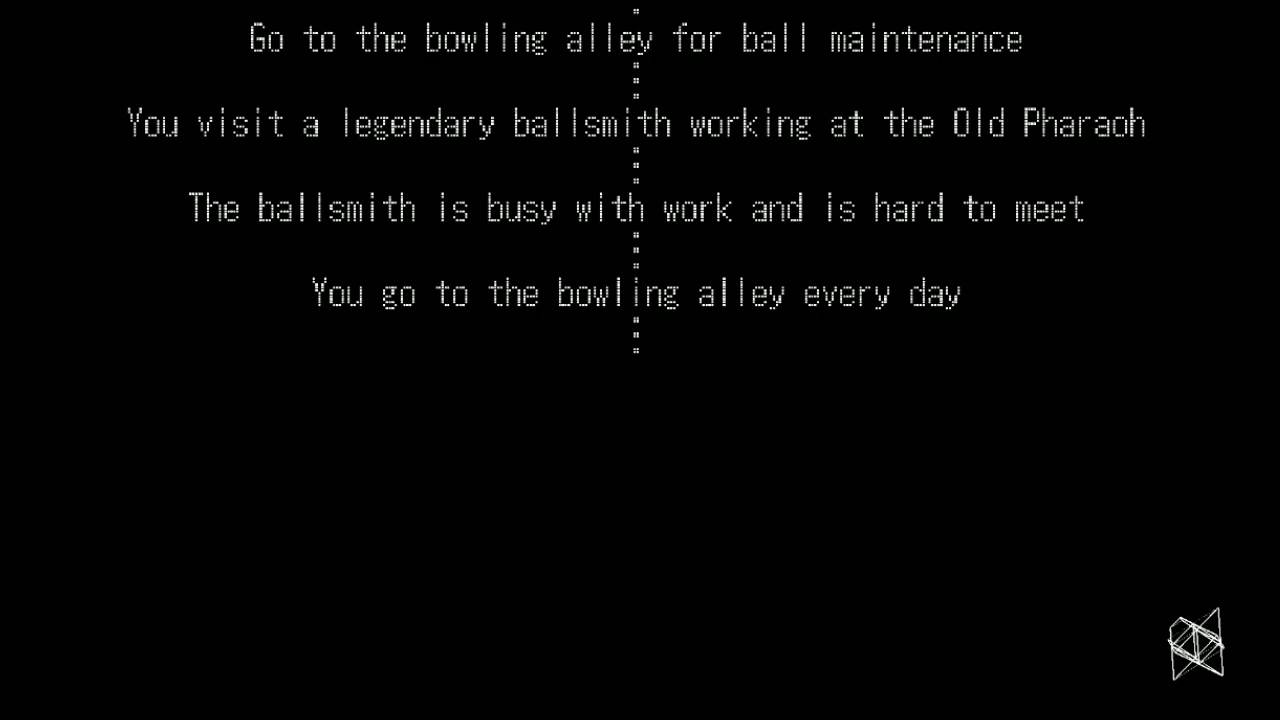 Go to the bowling alley for ball maintenance
You visit a legendary ballsmith working at the Old Pharaoh
The ballsmith is busy with work and is hard to meet
You go to the bowling alley every day